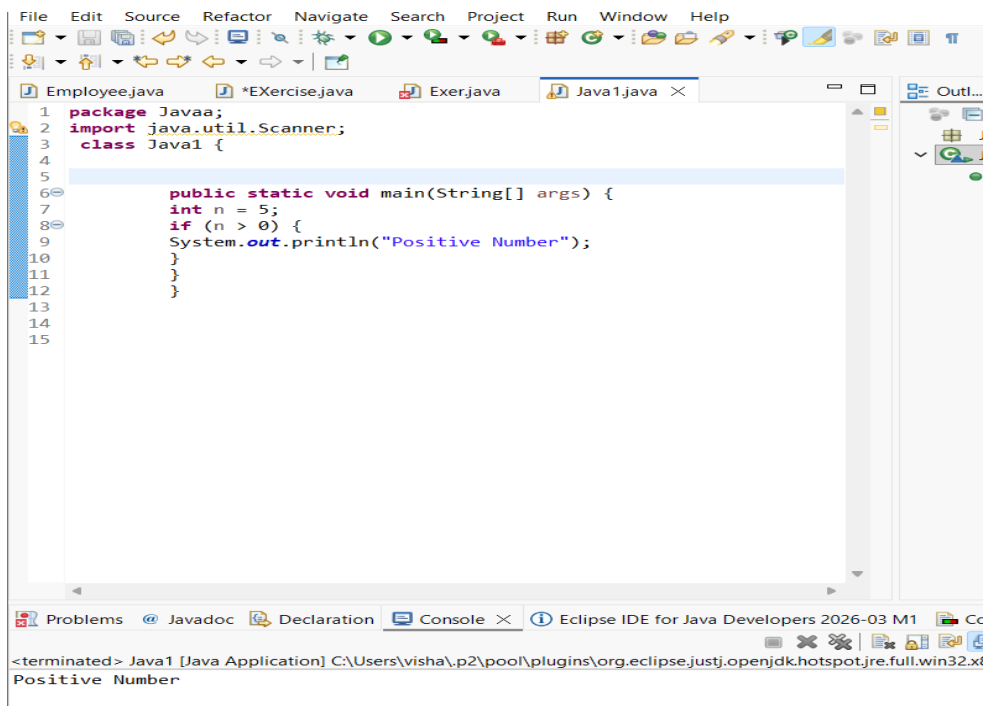 File Edit Source Refactor Navigate Search Project Run Window Help
Employee.java *EXercise.java Exer.java Java1.java Outl...
1 package Javaa;
2 import java.util.Scanner;
3 class Java1 {
4
5
6 public static void main(String[] args) {
7 int n = 5;
8 if (n > 0) {
9 System.out.println("Positive Number");
10 }
11 }
12 }
13
14
15
Problems @ Javadoc Declaration Console Eclipse IDE for Java Developers 2026-03 M1 Co
<terminated> Java1 [Java Application] C:\Users\visha\.p2\pool\plugins\org.eclipse.justj.openjdk.hotspot.jre.full.win32.x8
Positive Number